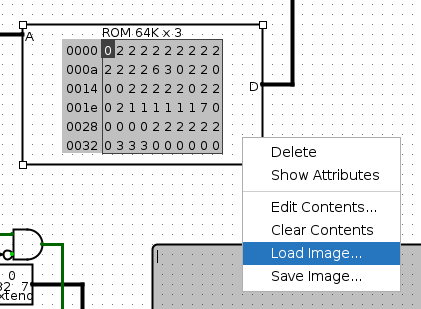 ROM 64K x 3
A
0000 0 2 2 2 2 2 2 2 2 2
000a 2 2 2 2 6 3 0 2 2 0
D
0014 0 0 2 2 2 2 2 0 2 2
001e 0 2 1 1 1 1 1 1 7 0
0028 0 0 0 0 2 2 2 0 2 2
0032 0 3 3 3 0 0 0 0 0 0
Delete
Show Attributes
Edit Contents...
Clear Contents
Load Image...
Save Image...
0
32 7
xtend